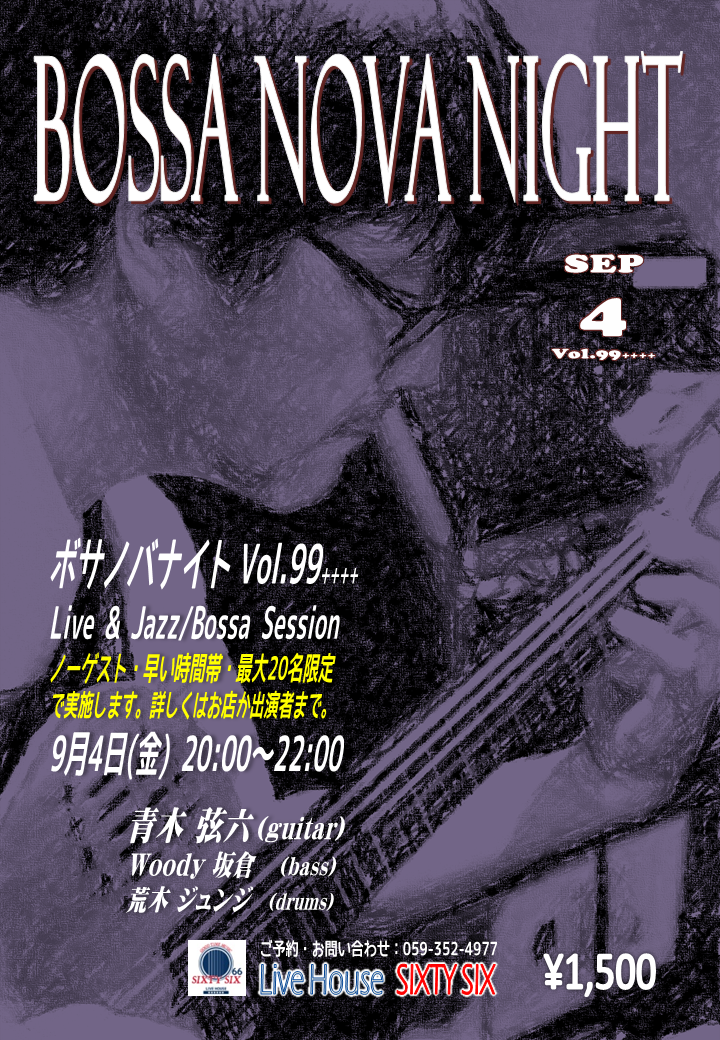 BOSSA NOVA NIGHT
SEP
4
Vol.99++++
ボサノバナイト Vol.99++++
Live & Jazz/Bossa Session
ノーゲスト・早い時間帯・最大20名限定
で実施します。詳しくはお店か出演者まで。
9月4日(金) 20:00〜22:00
青木 弦六(guitar)
Woody 坂倉 (bass)
荒木 ジュンジ (drums)
ご予約・お問い合わせ:059-352-4977
66
SIXTY SIX
LIVE HOUSE
Live House SIXTY SIX
¥1,500